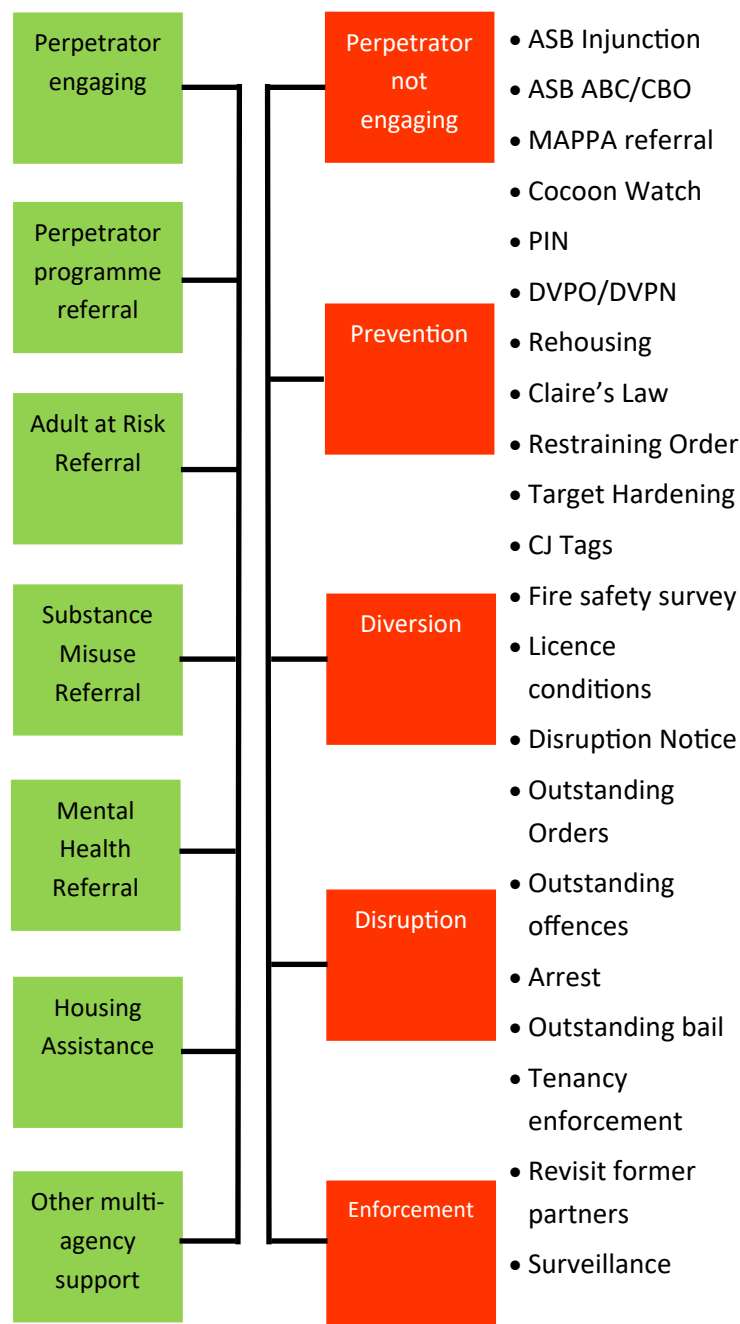 Perpetrator
engaging
Perpetrator
programme
referral
Adult at Risk
Referral
Substance
Misuse
Referral
Mental
Health
Referral
Housing
Assistance
Other multi-
agency
support
Perpetrator
not
engaging
Prevention
Diversion
Disruption
Enforcement
• ASB Injunction
• ASB ABC/CBO
• MAPPA referral
• Cocoon Watch
• PIN
• DVPO/DVPN
• Rehousing
• Claire’s Law
• Restraining Order
• Target Hardening
• CJ Tags
• Fire safety survey
• Licence
conditions
• Disruption Notice
• Outstanding
Orders
• Outstanding
offences
• Arrest
• Outstanding bail
• Tenancy
enforcement
• Revisit former
partners
• Surveillance